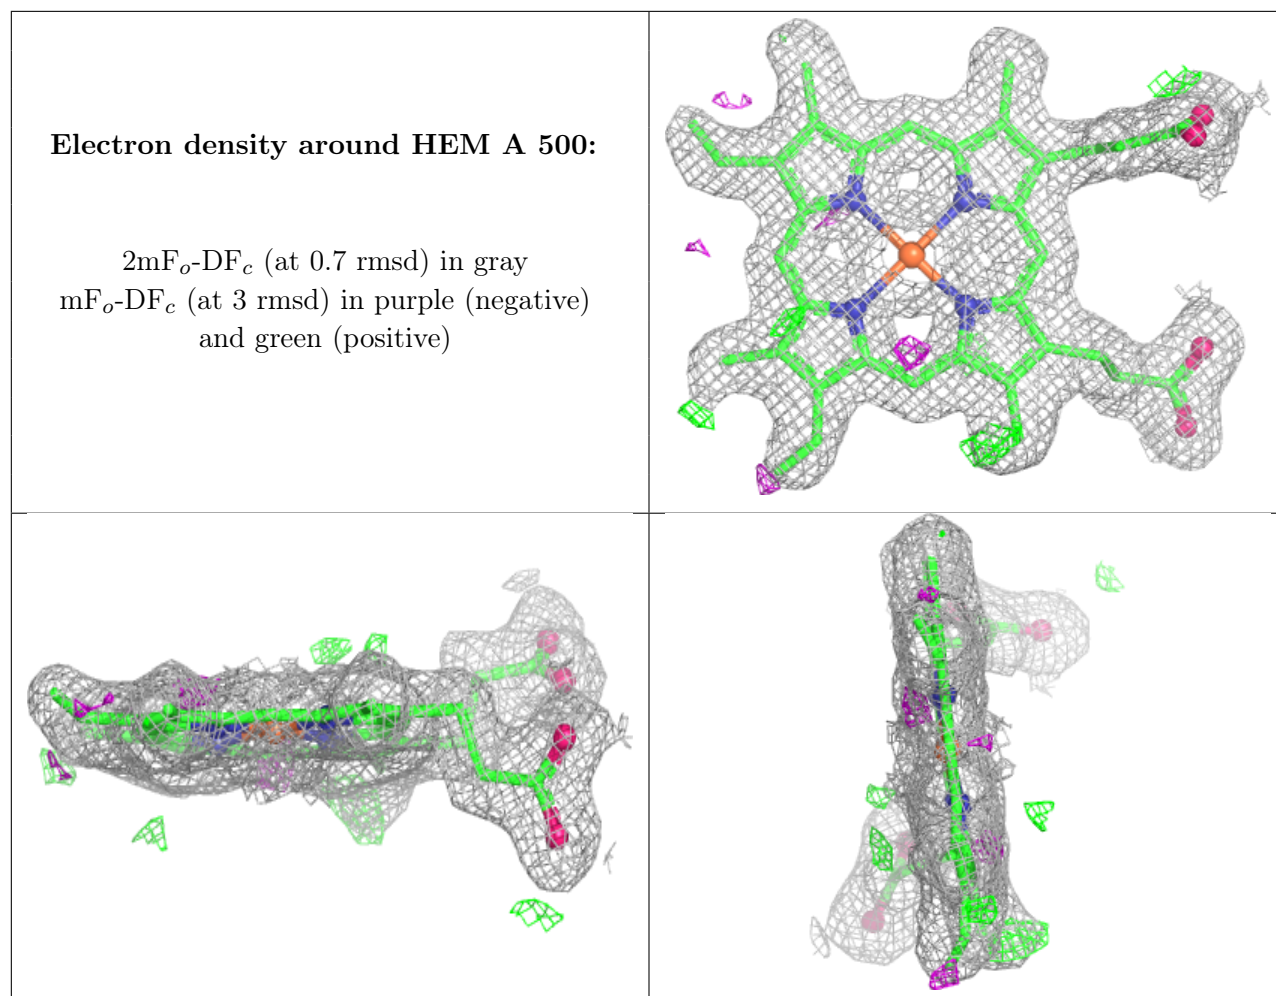 Electron density around HEM A 500:
2mFo-DFc (at 0.7 rmsd) in gray
mFo-DFc (at 3 rmsd) in purple (negative)
and green (positive)